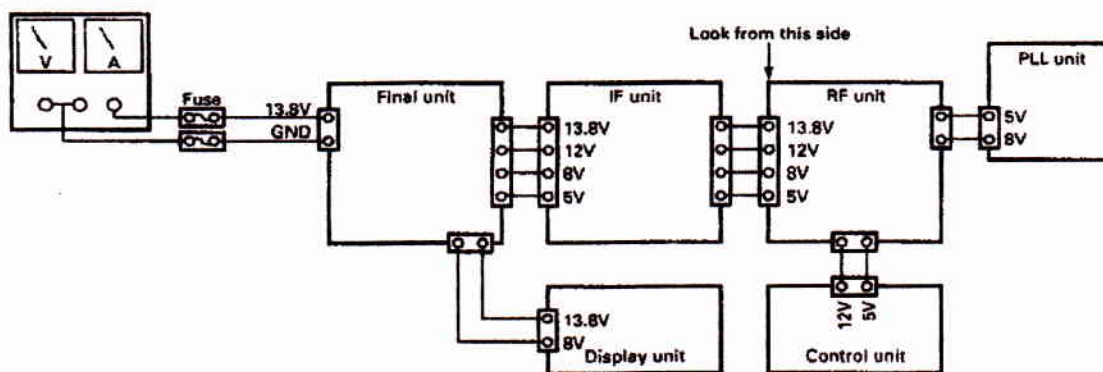 V
A
Fuse
13.8V
GND
Final unit
IF unit
13.8V
12V
8V
5V
Look from this side
RF unit
13.8V
12V
8V
5V
PLL unit
5V
8V
13.8V
8V
Display unit
12V
5V
Control unit